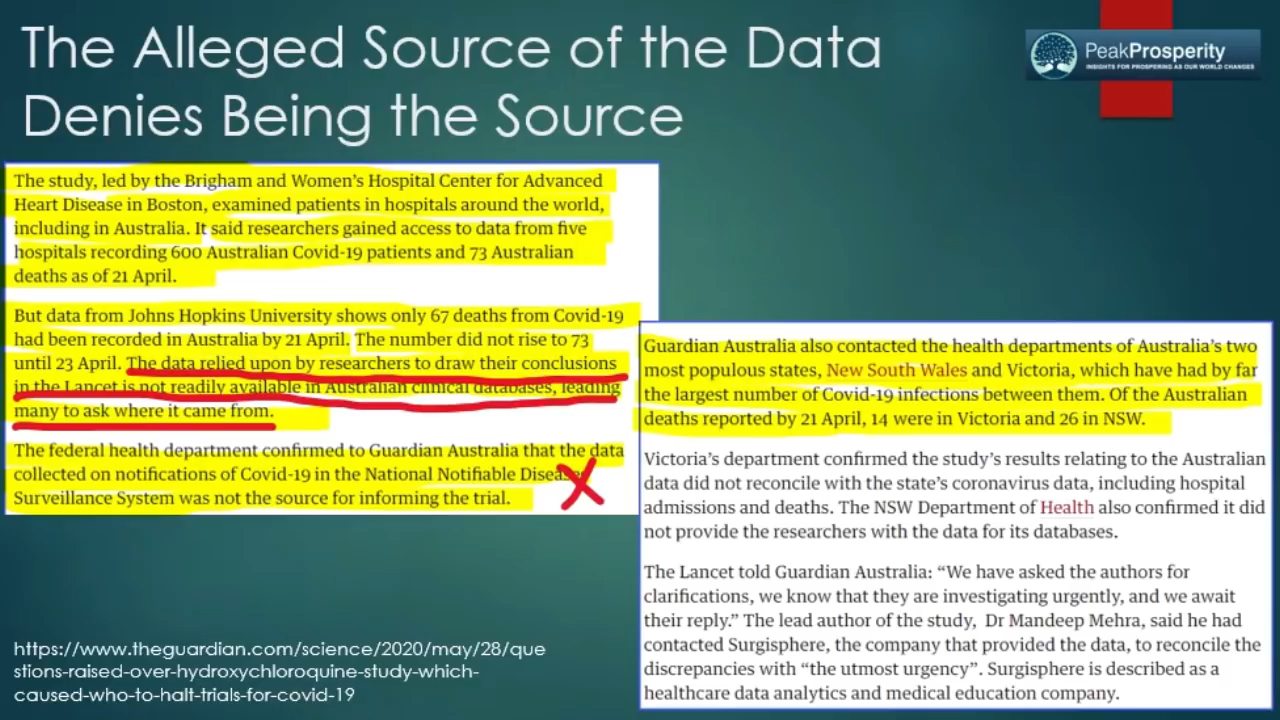 The Alleged Source of the Data
Denies Being the Source
PeakProsperity
INSIGHTS FOR PROSPERING AS OUR WORLD CHANGES
The study, led by the Brigham and Women's Hospital Center for Advanced
Heart Disease in Boston, examined patients in hospitals around the world,
including in Australia. It said researchers gained access to data from five
hospitals recording 600 Australian Covid-19 patients and 73 Australian
deaths as of 21 April.
But data from Johns Hopkins University shows only 67 deaths from Covid-19
had been recorded in Australia by 21 April. The number did not rise to 73
until 23 April. The data relied upon by researchers to draw their conclusions
in the Lancet is not readily available in Australian clinical databases, leading
many to ask where it came from.
The federal health department confirmed to Guardian Australia that the data
collected on notifications of Covid-19 in the National Notifiable Diseases
Surveillance System was not the source for informing the trial.
Guardian Australia also contacted the health departments of Australia's two
most populous states, New South Wales and Victoria, which have had by far
the largest number of Covid-19 infections between them. Of the Australian
deaths reported by 21 April, 14 were in Victoria and 26 in NSW.
Victoria's department confirmed the study's results relating to the Australian
data did not reconcile with the state's coronavirus data, including hospital
admissions and deaths. The NSW Department of Health also confirmed it did
not provide the researchers with the data for its databases.
The Lancet told Guardian Australia: "We have asked the authors for
clarifications, we know that they are investigating urgently, and we await
their reply." The lead author of the study, Dr Mandeep Mehra, said he had
contacted Surgisphere, the company that provided the data, to reconcile the
discrepancies with "the utmost urgency". Surgisphere is described as a
healthcare data analytics and medical education company.
https://www.theguardian.com/science/2020/may/28/que
stions-raised-over-hydroxychloroquine-study-which-
caused-who-to-halt-trials-for-covid-19